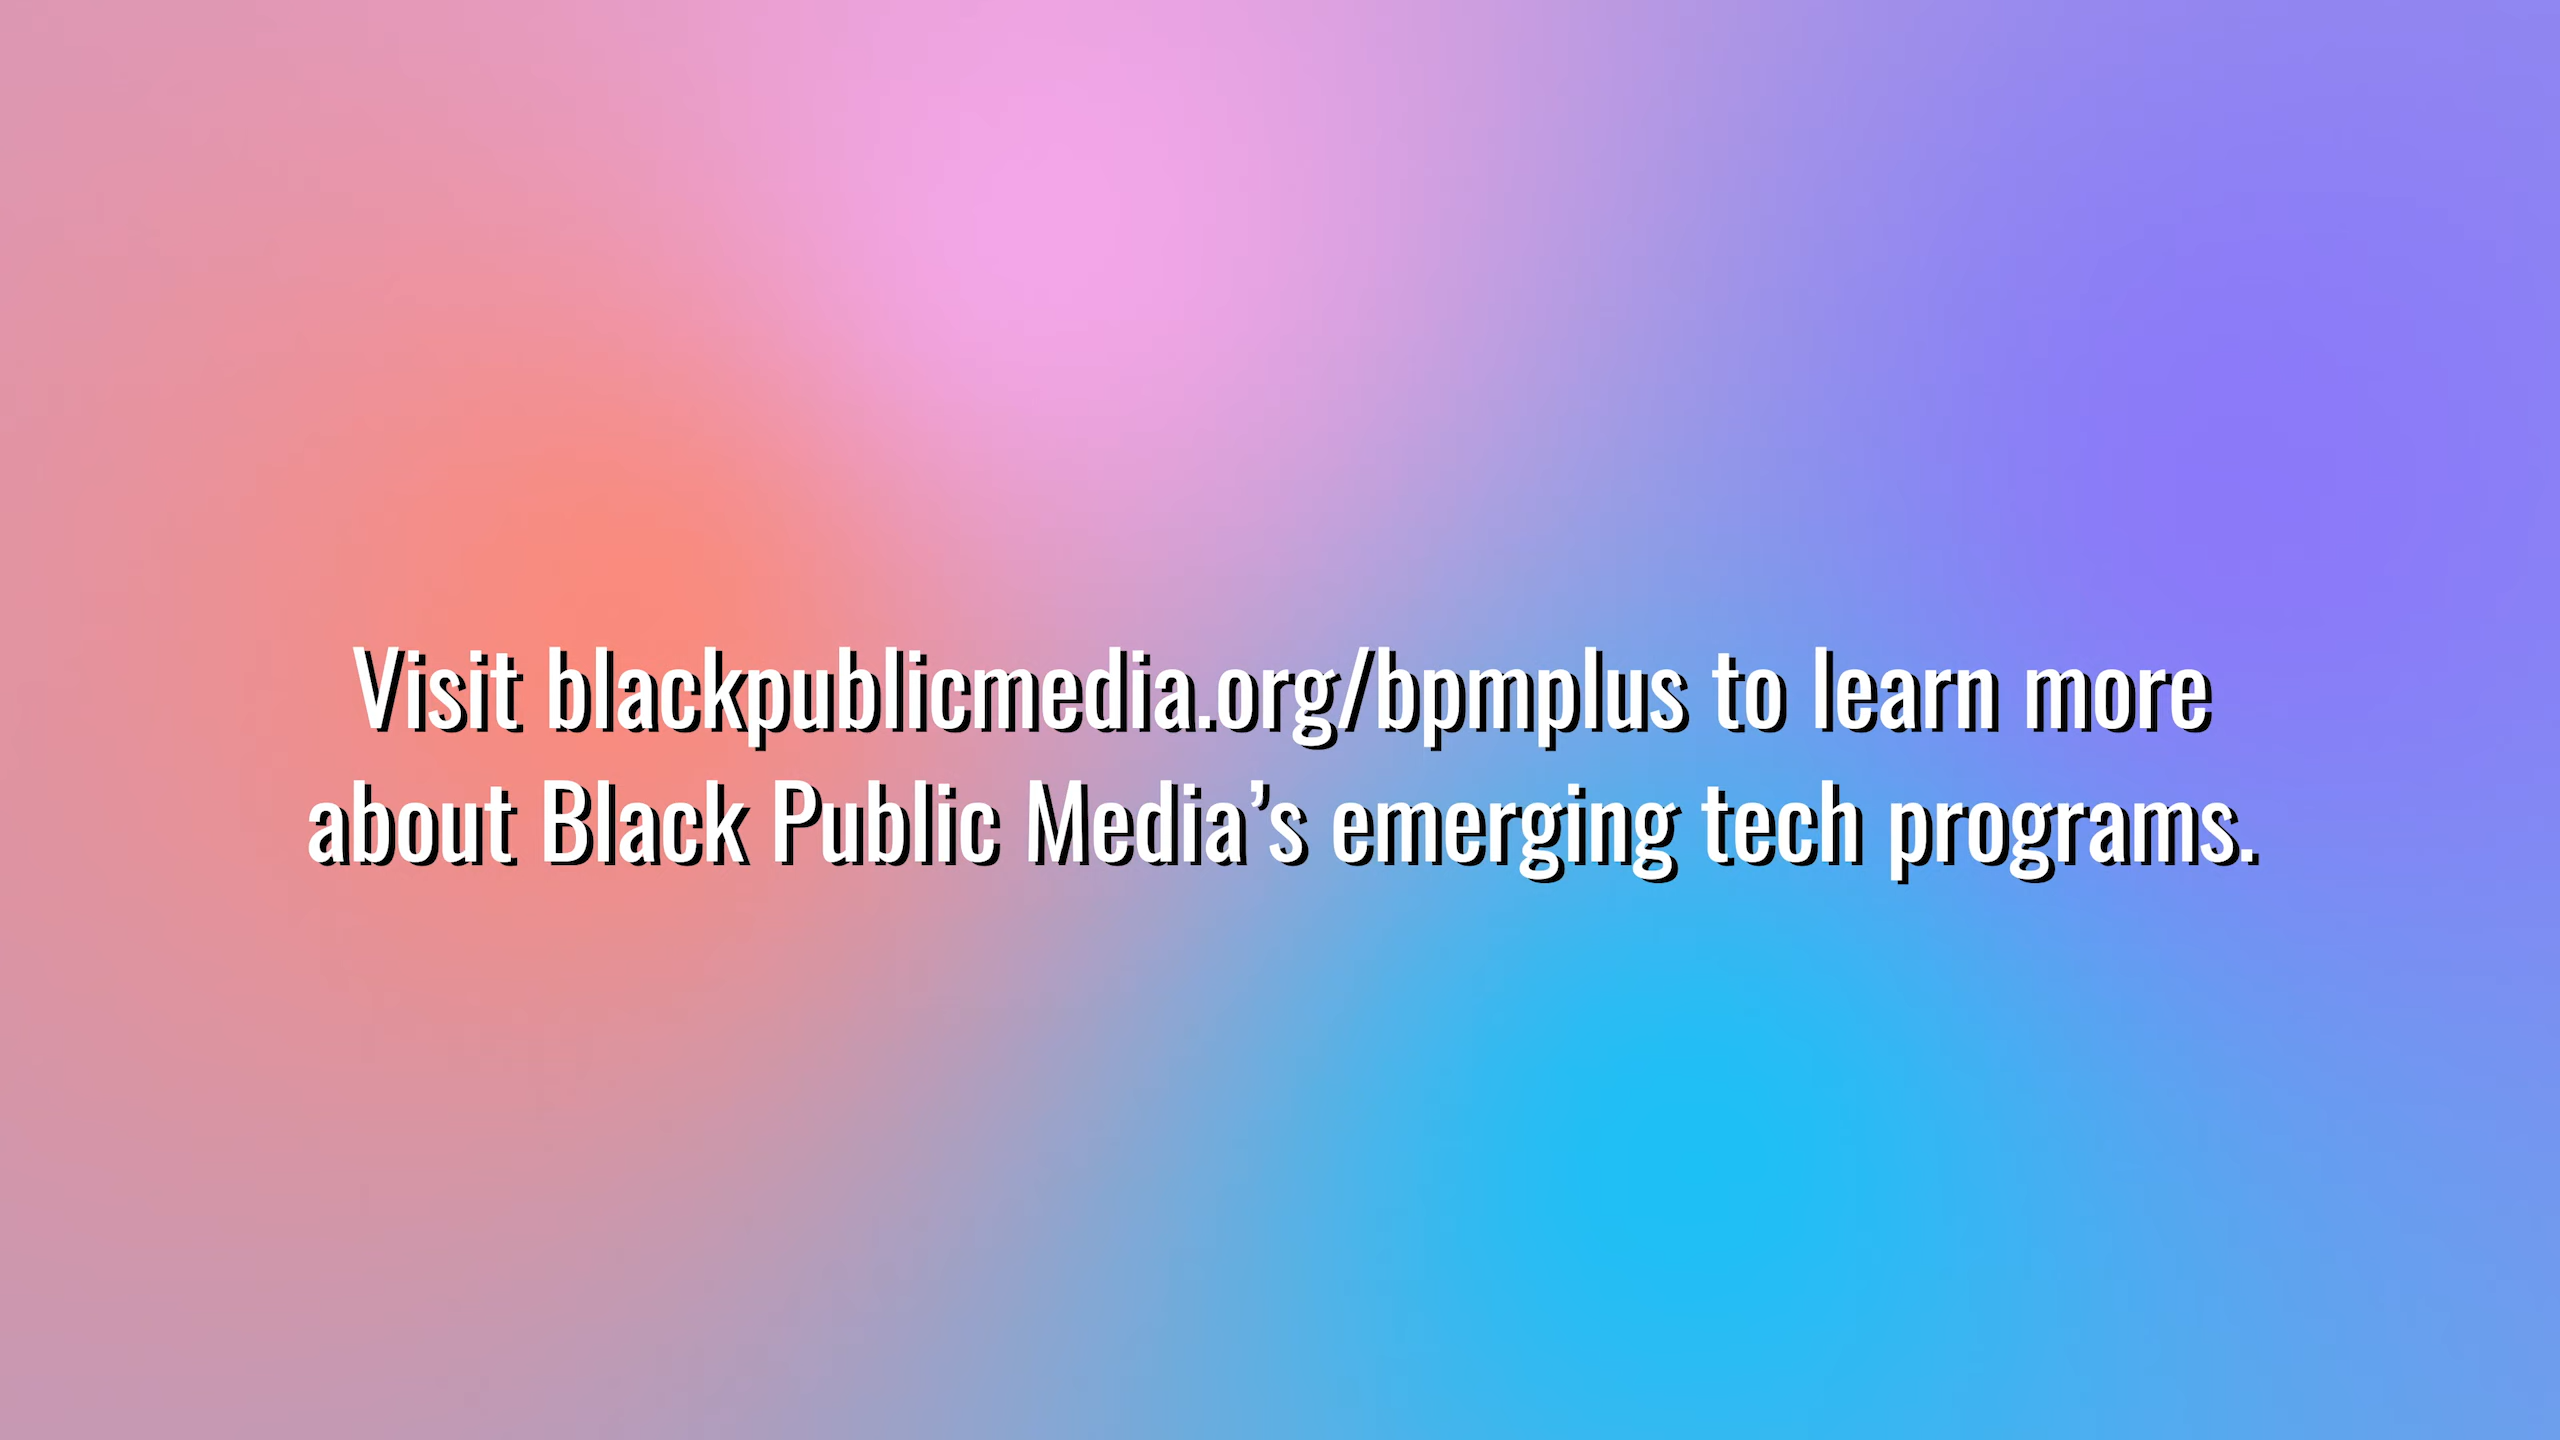 Visit blackpublicmedia.org/bpmplus to learn more
about Black Public Media’s emerging tech programs.